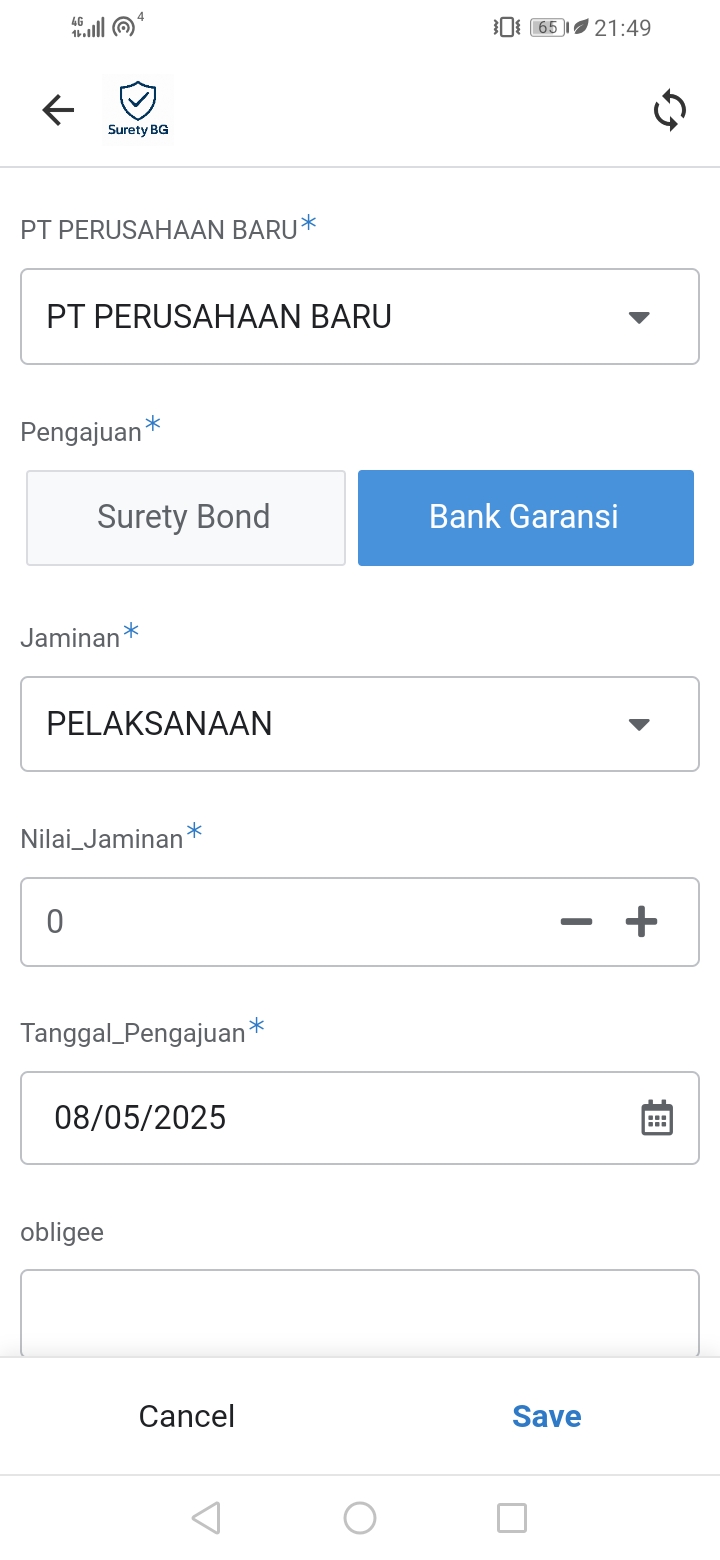 4G 4 65 21:49
Surety BG
PT PERUSAHAAN BARU*
PT PERUSAHAAN BARU
Pengajuan*
Surety Bond Bank Garansi
Jaminan*
PELAKSANAAN
Nilai_Jaminan*
0
Tanggal_Pengajuan*
08/05/2025
obligee
Cancel Save